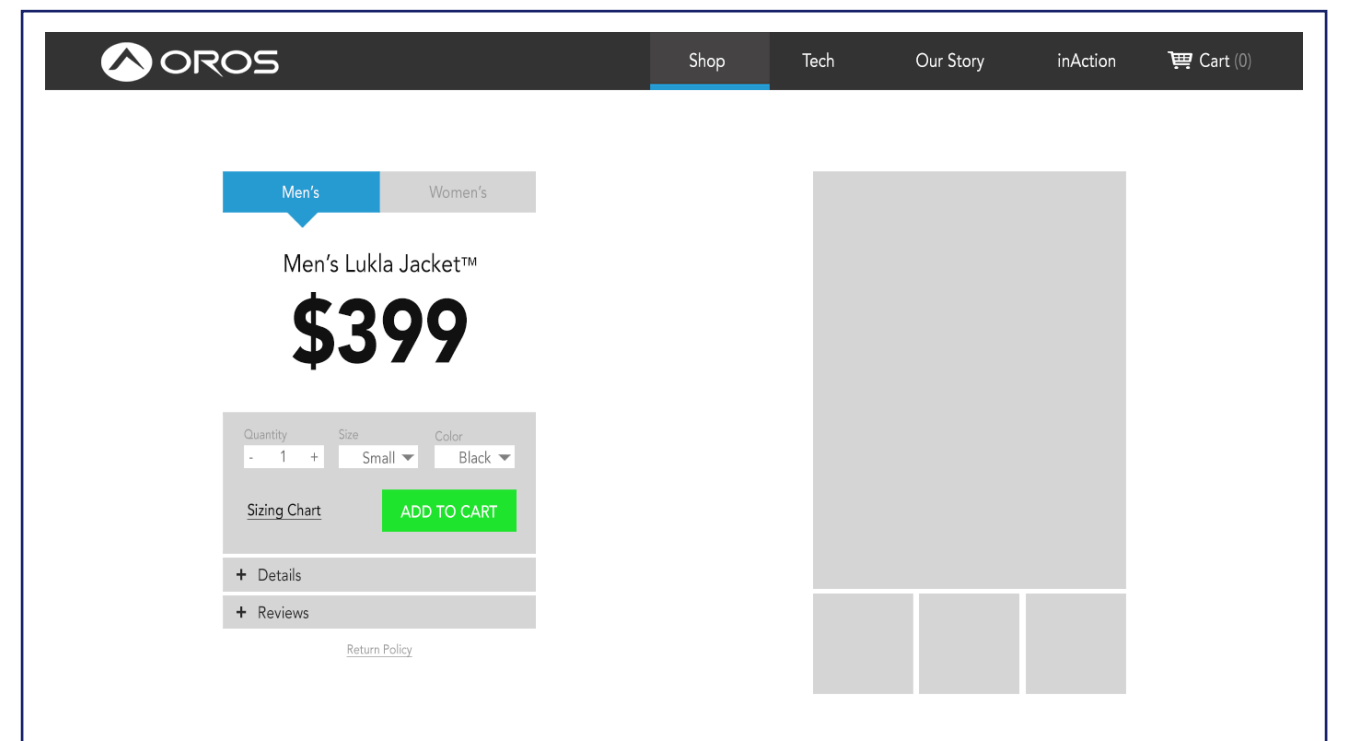 OROS Shop Tech Our Story inAction Cart (0)
Men's Women's
Men's Lukla Jacket™
$399
Quantity Size Color
- 1 + Small Black
Sizing Chart ADD TO CART
+ Details
+ Reviews
Return Policy